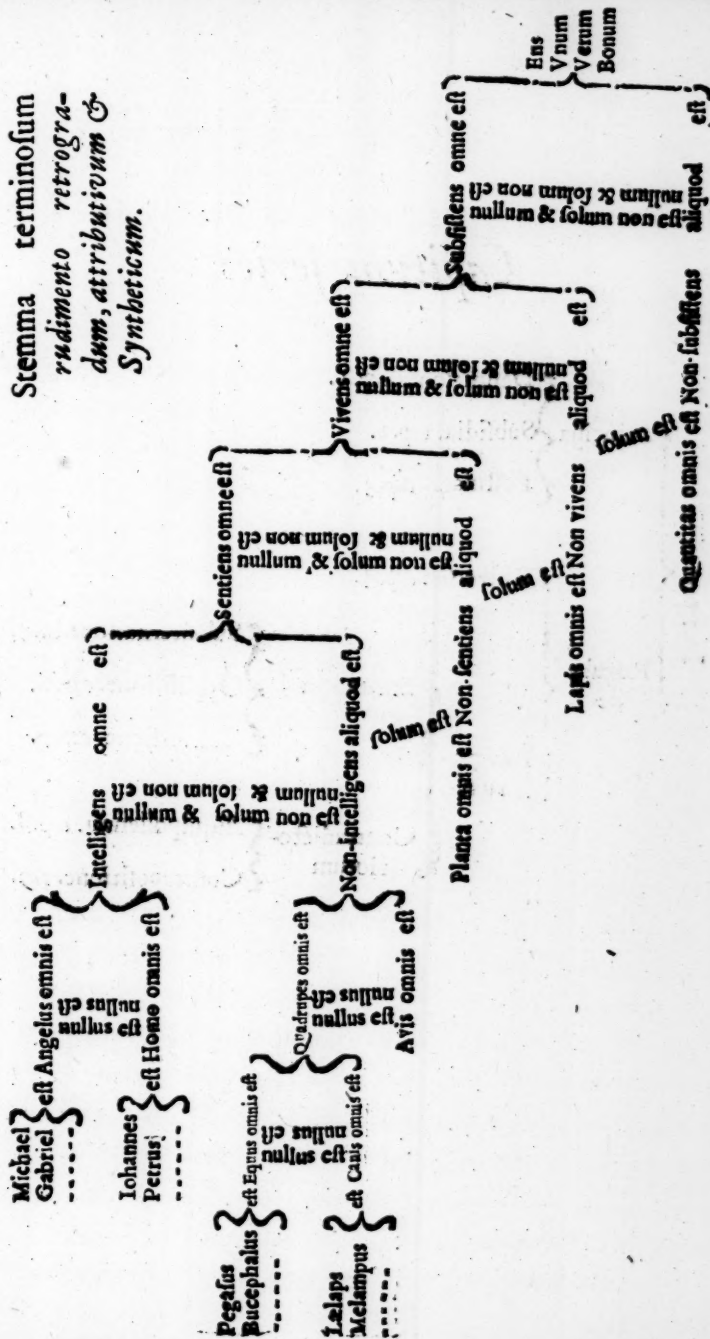 Stemma terminoſum
rudimento retrogra-
dum, attributivum &
Syntheticum.
Michael
Gabriel
eſt Angelus omnis eſt
nullus eſt
nullus eſt
Iohannes
Petrus
eſt Homo omnis eſt
Intelligens omne eſt
nullum & ſolum non eſt
nullum & ſolum non eſt
Pegaſus
Bucephalus
eſt Equus omnis eſt
nullus eſt
nullus eſt
Lælaps
Melampus
eſt Canis omnis eſt
Quadrupes omnis eſt
nullus eſt
nullus eſt
Avis omnis eſt
Non-intelligens aliquod eſt
Sentiens omne eſt
nullum & ſolum non eſt
nullum & ſolum non eſt
ſolum eſt
Planta omnis eſt Non-ſentiens aliquod eſt
Vivens omne eſt
nullum & ſolum non eſt
nullum & ſolum non eſt
ſolum eſt
Lapis omnis eſt Non vivens aliquod eſt
Subſiſtens omne eſt
nullum & ſolum non eſt
nullum & ſolum non eſt
ſolum eſt
Quantitas omnis eſt Non-ſubſiſtens aliquod eſt
Ens
Vnum
Verum
Bonum